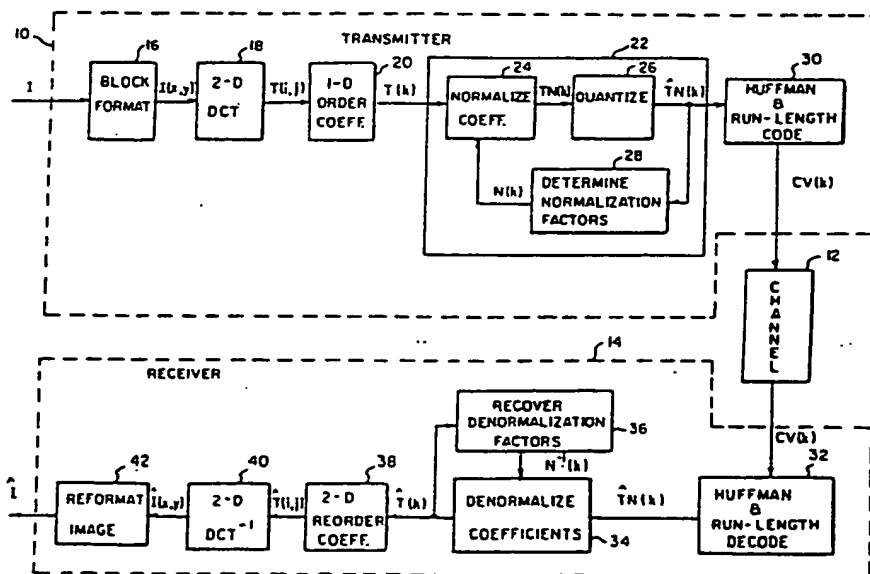 10
TRANSMITTER
I
16
BLOCK
FORMAT
I(x,y)
18
2-D
DCT
T(i,j)
20
1-D
ORDER
COEFF.
T(k)
22
24
NORMALIZE
COEFF.
TN(k)
26
QUANTIZE
T̂N(k)
28
DETERMINE
NORMALIZATION
FACTORS
N(k)
30
HUFFMAN
&
RUN-LENGTH
CODE
CV(k)
12
CHANNEL
14
RECEIVER
CV(k)
32
HUFFMAN
&
RUN-LENGTH
DECODE
T̂N(k)
RECOVER
DENORMALIZATION
FACTORS
36
N⁻¹(k)
DENORMALIZE
COEFFICIENTS
34
T̂(k)
38
2-D
REORDER
COEFF.
T̂(i,j)
40
2-D
DCT⁻¹
Î(x,y)
42
REFORMAT
IMAGE
Î